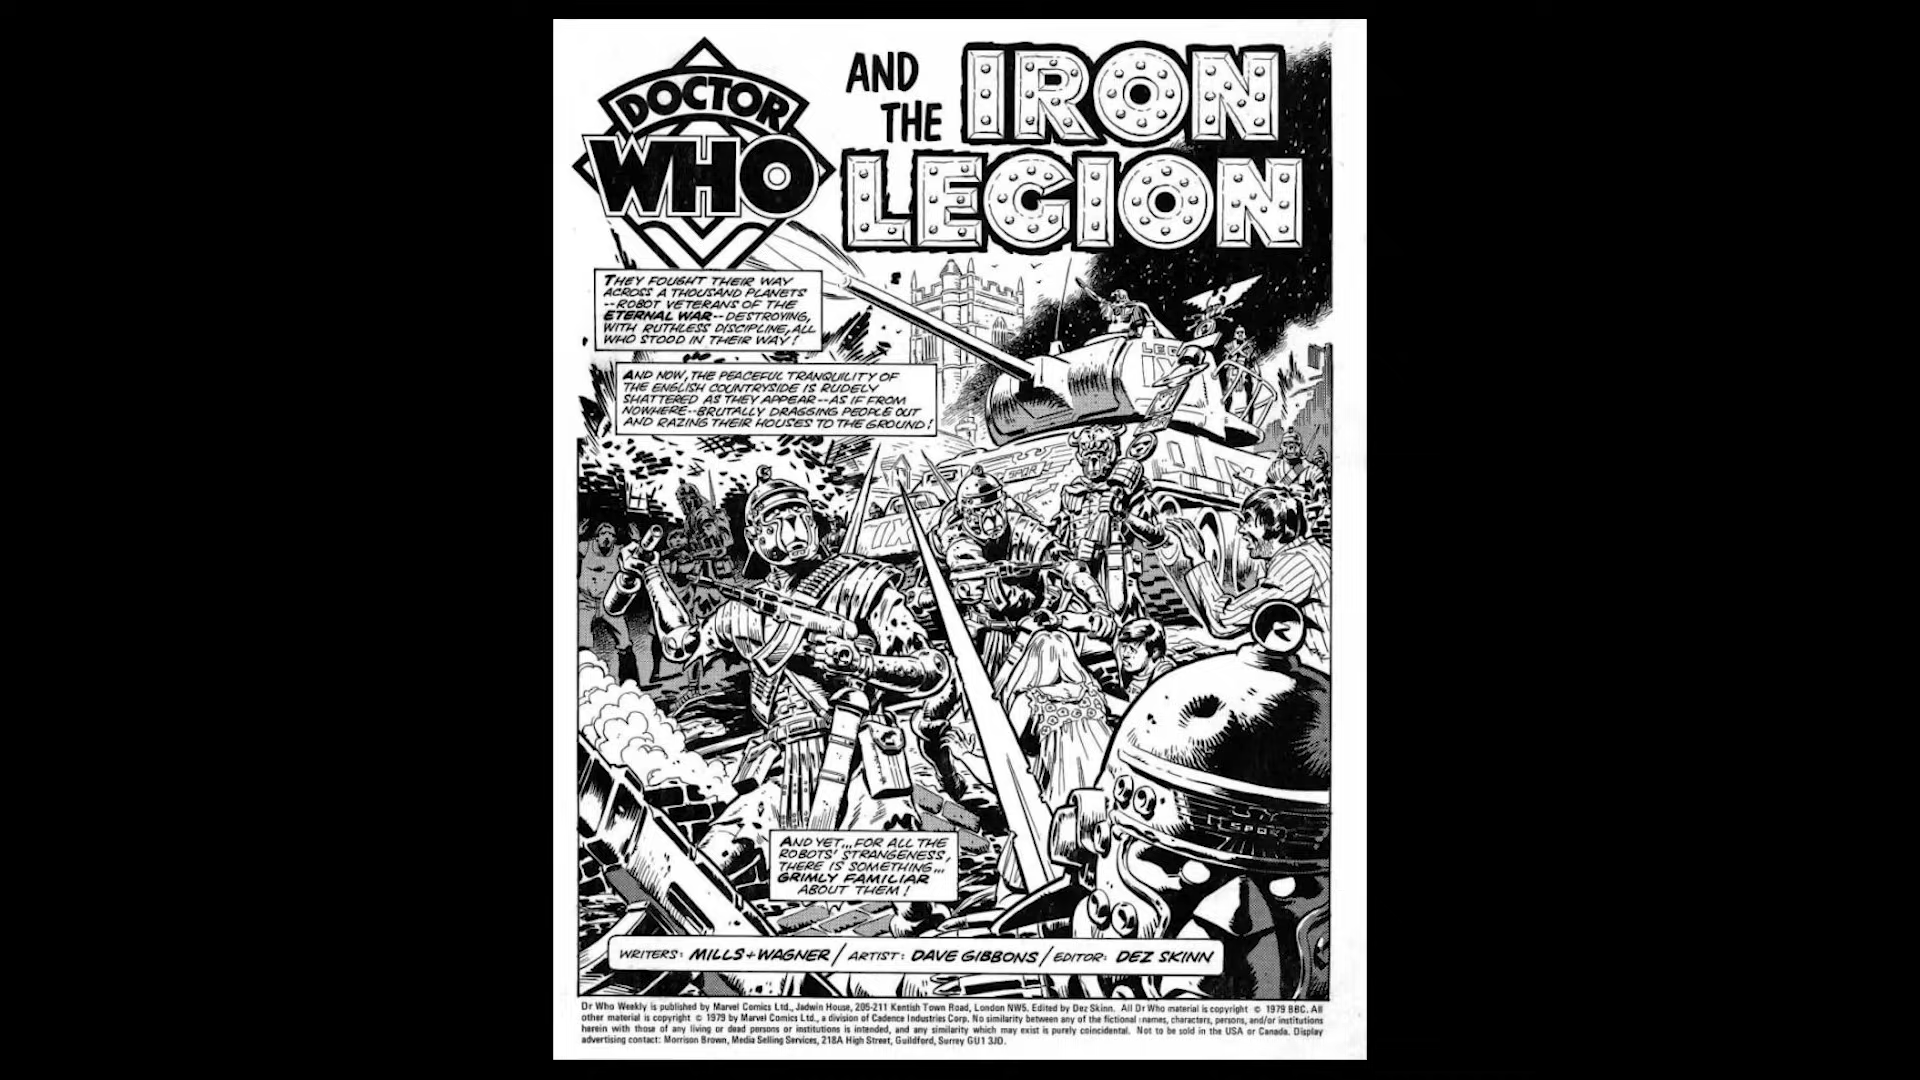 DOCTOR
WHO
AND
THE
IRON
LEGION
THEY FOUGHT THEIR WAY
ACROSS A THOUSAND PLANETS
--ROBOT VETERANS OF THE
ETERNAL WAR--DESTROYING,
WITH RUTHLESS DISCIPLINE, ALL
WHO STOOD IN THEIR WAY!
AND NOW, THE PEACEFUL TRANQUILITY OF
THE ENGLISH COUNTRYSIDE IS RUDELY
SHATTERED AS THEY APPEAR--AS IF FROM
NOWHERE--BRUTALLY DRAGGING PEOPLE OUT
AND RAZING THEIR HOUSES TO THE GROUND!
LEG
IX
SPQR
IX
SPQR
AND YET... FOR ALL THE
ROBOTS' STRANGENESS,
THERE IS SOMETHING...
GRIMLY FAMILIAR
ABOUT THEM!
WRITERS: MILLS + WAGNER / ARTIST: DAVE GIBBONS / EDITOR: DEZ SKINN
Dr Who Weekly is published by Marvel Comics Ltd., Jadwin House, 205-211 Kentish Town Road, London NW5. Edited by Dez Skinn. All Dr Who material is copyright © 1979 BBC. All
other material is copyright © 1979 by Marvel Comics Ltd., a division of Cadence Industries Corp. No similarity between any of the fictional names, characters, persons, and/or institutions
herein with those of any living or dead persons or institutions is intended, and any similarity which may exist is purely coincidental. Not to be sold in the USA or Canada. Display
advertising contact: Morrison Brown, Media Selling Services, 218A High Street, Guildford, Surrey GU1 3JD.